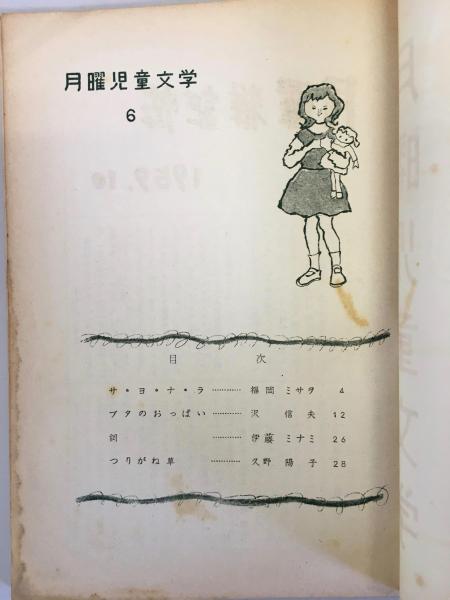 月曜児童文学
6
目次
サ・ヨ・ナ・ラ…………福岡 ミサヲ 4
ブタのおっぱい…………沢 信夫 12
詞…………伊藤 ミナミ 26
つりがね草…………久野 陽子 28